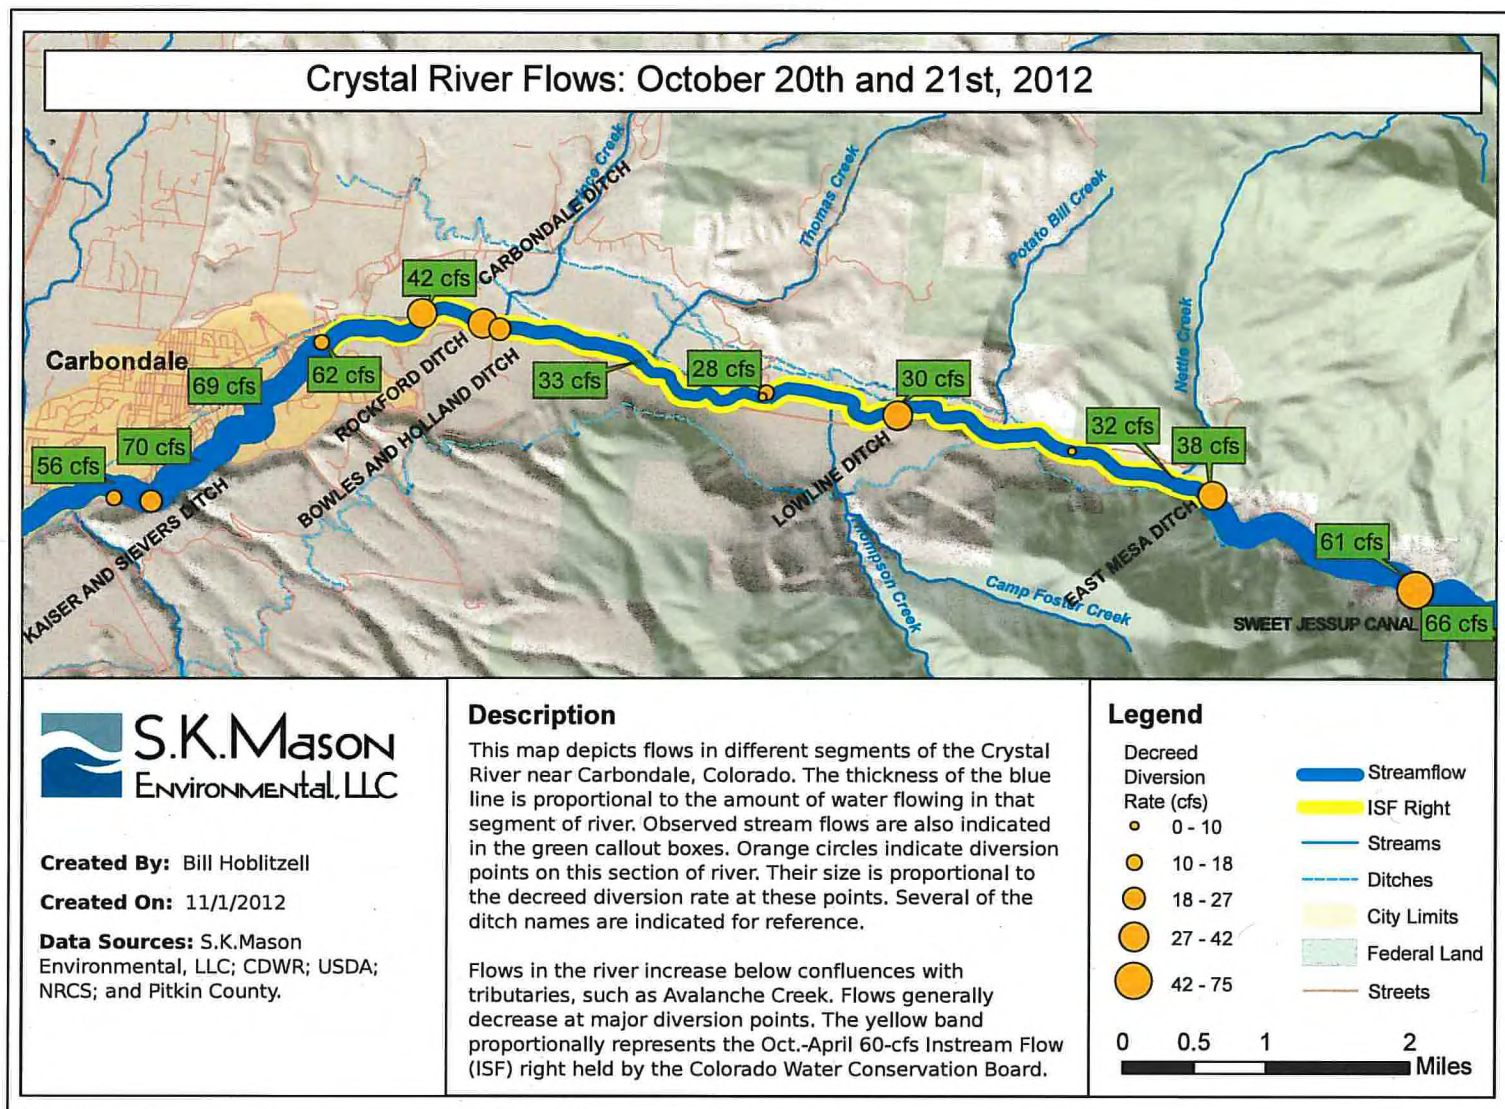 Crystal River Flows: October 20th and 21st, 2012
Prince Creek
CARBONDALE DITCH
Thomas Creek
Potato Bill Creek
Nettle Creek
42 cfs
Carbondale
69 cfs
62 cfs
ROCKFORD DITCH
BOWLES AND HOLLAND DITCH
33 cfs
28 cfs
30 cfs
32 cfs
38 cfs
56 cfs
70 cfs
KAISER AND SIEVERS DITCH
LOWLINE DITCH
Thompson Creek
Camp Foster Creek
EAST MESA DITCH
61 cfs
SWEET JESSUP CANAL
66 cfs
S.K.Mason
Environmental, LLC
Created By: Bill Hoblitzell
Created On: 11/1/2012
Data Sources: S.K.Mason
Environmental, LLC; CDWR; USDA;
NRCS; and Pitkin County.
Description
This map depicts flows in different segments of the Crystal
River near Carbondale, Colorado. The thickness of the blue
line is proportional to the amount of water flowing in that
segment of river. Observed stream flows are also indicated
in the green callout boxes. Orange circles indicate diversion
points on this section of river. Their size is proportional to
the decreed diversion rate at these points. Several of the
ditch names are indicated for reference.
Flows in the river increase below confluences with
tributaries, such as Avalanche Creek. Flows generally
decrease at major diversion points. The yellow band
proportionally represents the Oct.-April 60-cfs Instream Flow
(ISF) right held by the Colorado Water Conservation Board.
Legend
Decreed
Diversion
Rate (cfs)
0 - 10
10 - 18
18 - 27
27 - 42
42 - 75
Streamflow
ISF Right
Streams
Ditches
City Limits
Federal Land
Streets
0 0.5 1 2
Miles